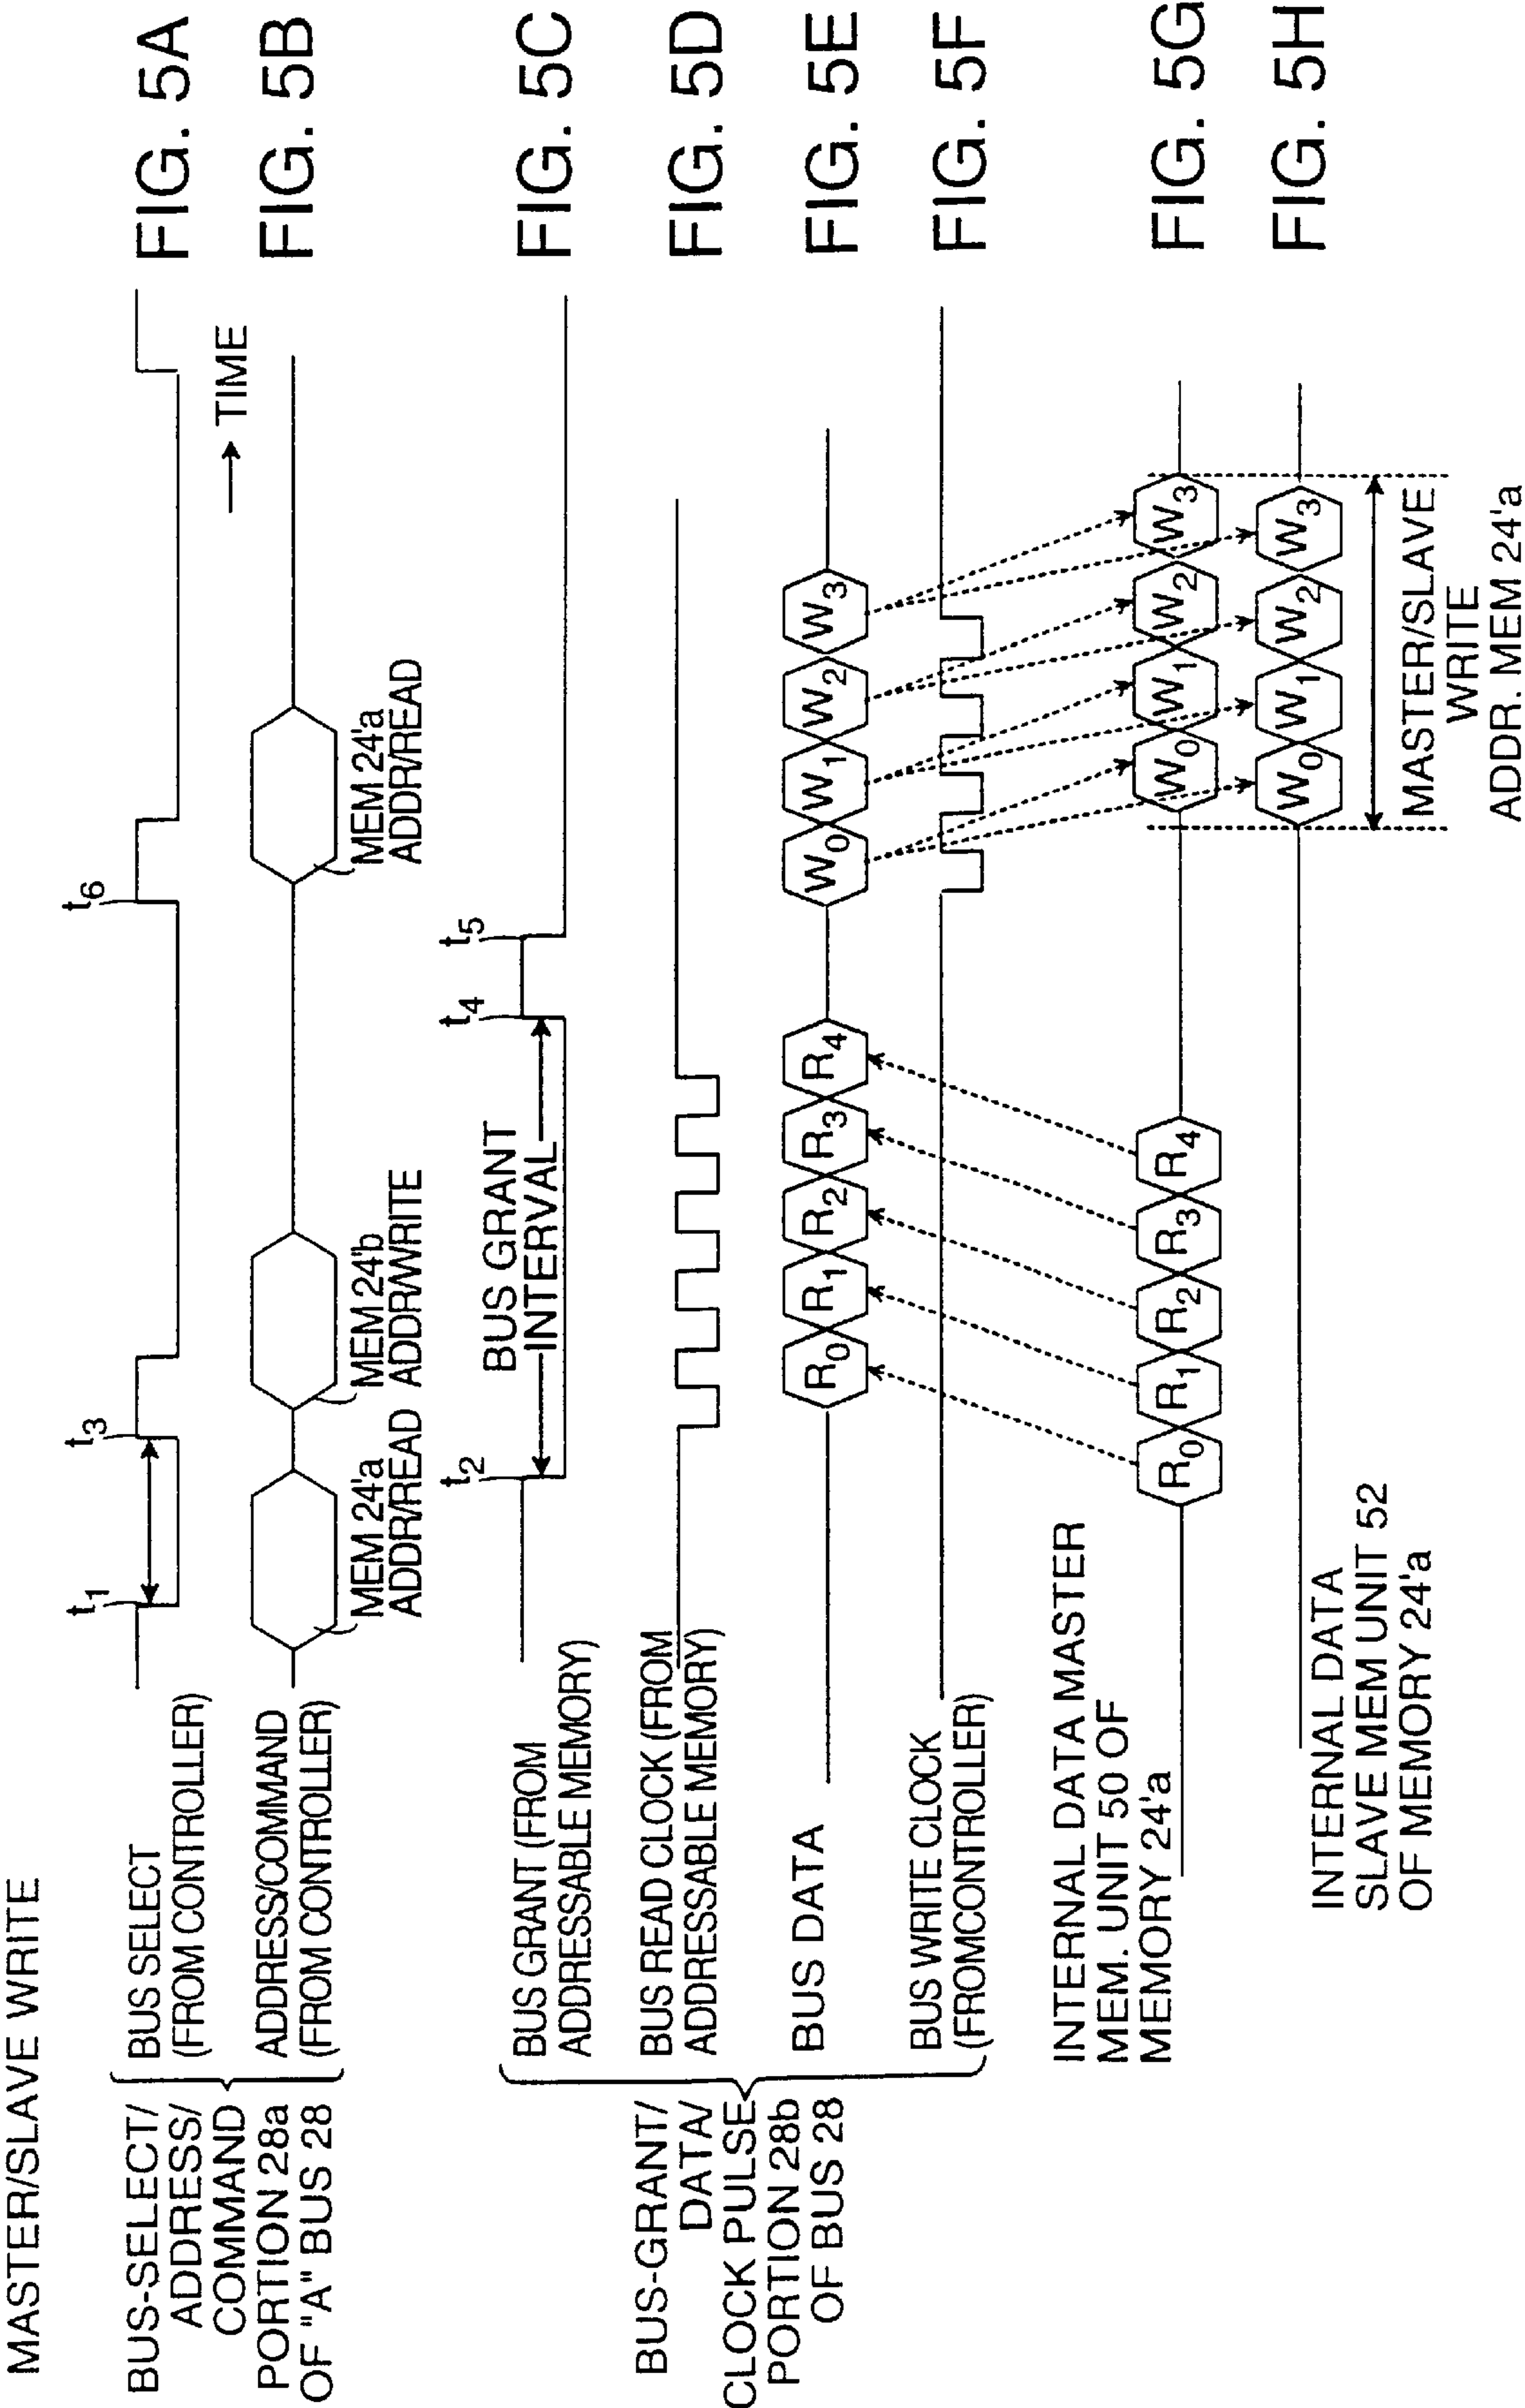 MASTER/SLAVE WRITE
BUS-SELECT/
ADDRESS/
COMMAND
PORTION 28a
OF "A" BUS 28
BUS SELECT
(FROM CONTROLLER)
t1
t3
t6
FIG. 5A
→ TIME
ADDRESS/COMMAND
(FROM CONTROLLER)
MEM 24'a
ADDR/READ
MEM 24'b
ADDR/WRITE
MEM 24'a
ADDR/READ
FIG. 5B
BUS-GRANT/
DATA/
CLOCK PULSE
PORTION 28b
OF BUS 28
BUS GRANT (FROM
ADDRESSABLE MEMORY)
t2
BUS GRANT
INTERVAL
t4
t5
FIG. 5C
BUS READ CLOCK (FROM
ADDRESSABLE MEMORY)
FIG. 5D
BUS DATA
R0 R1 R2 R3 R4 W0 W1 W2 W3
FIG. 5E
BUS WRITE CLOCK
(FROMCONTROLLER)
FIG. 5F
INTERNAL DATA MASTER
MEM. UNIT 50 OF
MEMORY 24'a
R0 R1 R2 R3 R4 W0 W1 W2 W3
FIG. 5G
INTERNAL DATA
SLAVE MEM UNIT 52
OF MEMORY 24'a
W0 W1 W2 W3
FIG. 5H
MASTER/SLAVE
WRITE
ADDR. MEM 24'a